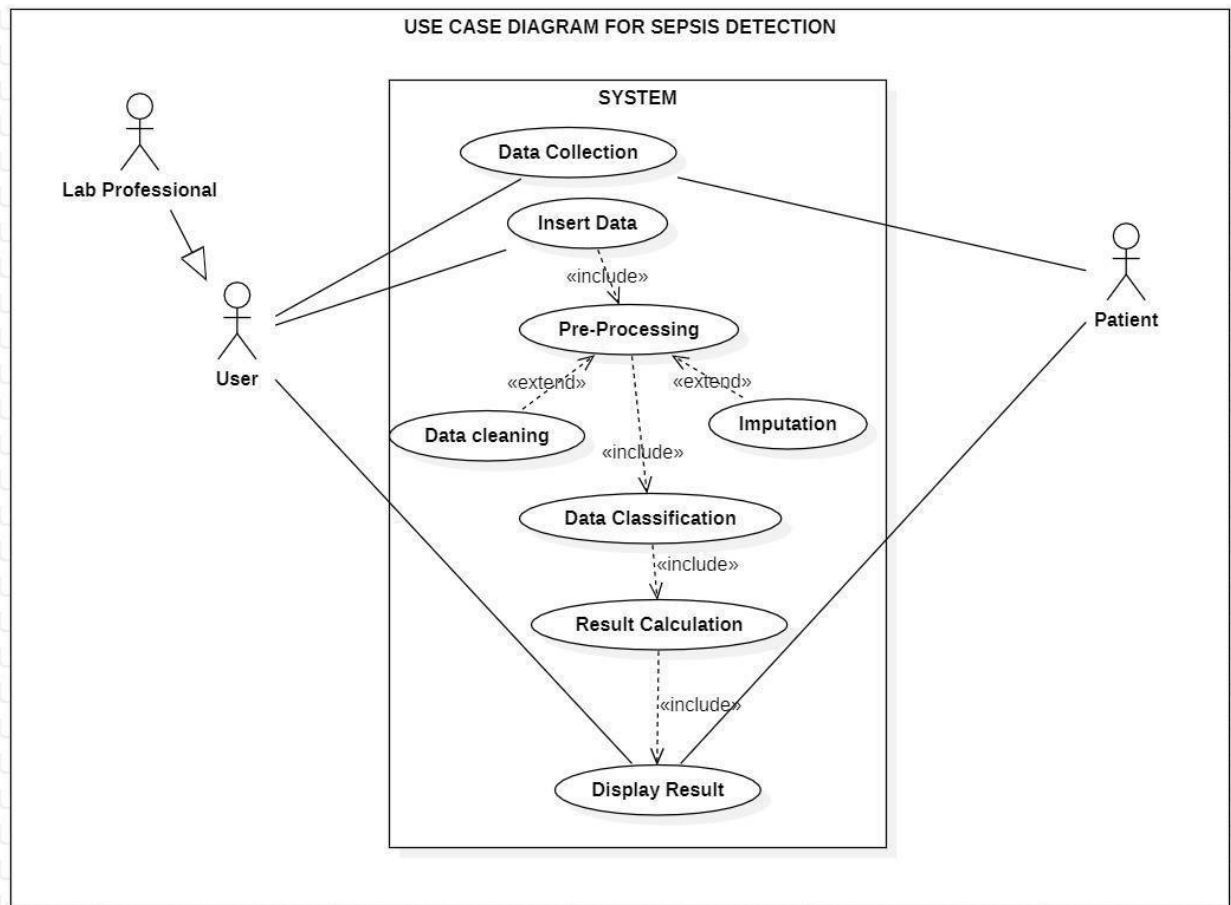 USE CASE DIAGRAM FOR SEPSIS DETECTION
SYSTEM
Data Collection
Lab Professional
Insert Data
«include»
Pre-Processing
Patient
User
«extend»
«extend»
Data cleaning
Imputation
«include»
Data Classification
«include»
Result Calculation
«include»
Display Result